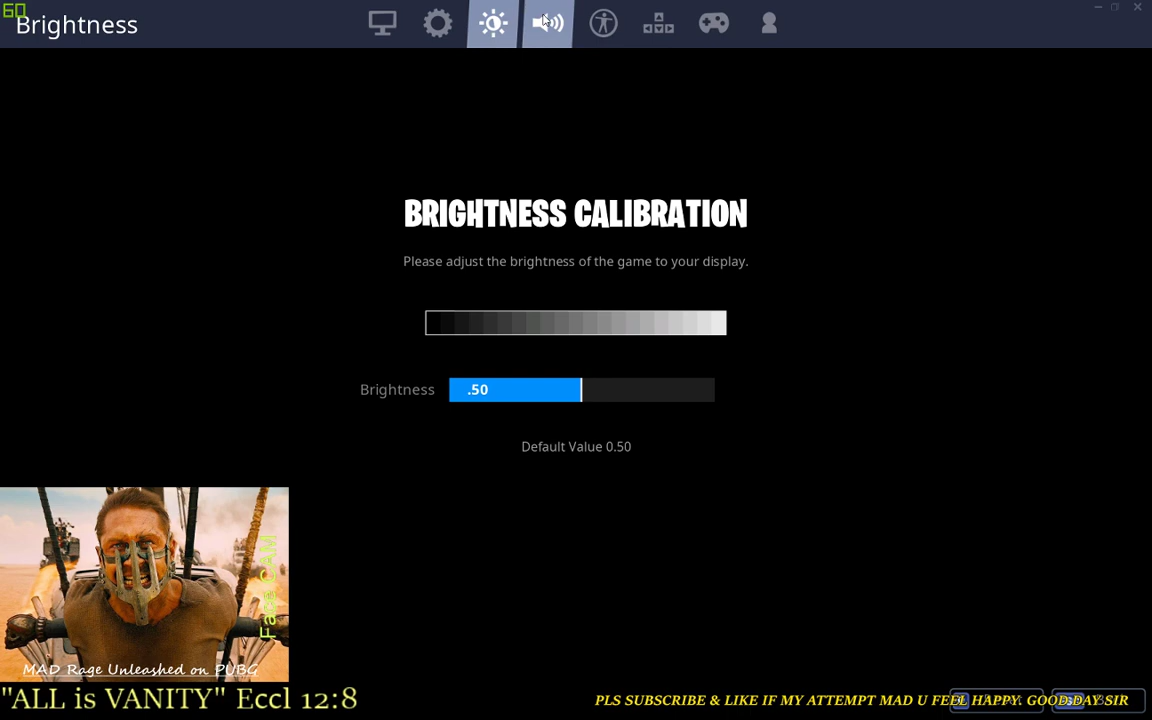 60
Brightness
BRIGHTNESS CALIBRATION
Please adjust the brightness of the game to your display.
Brightness
.50
Default Value 0.50
Face CAM
MAD Rage Unleashed on PUBG
"ALL is VANITY" Eccl 12:8
PLS SUBSCRIBE & LIKE IF MY ATTEMPT MAD U FEEL HAPPY. GOODDAY SIR